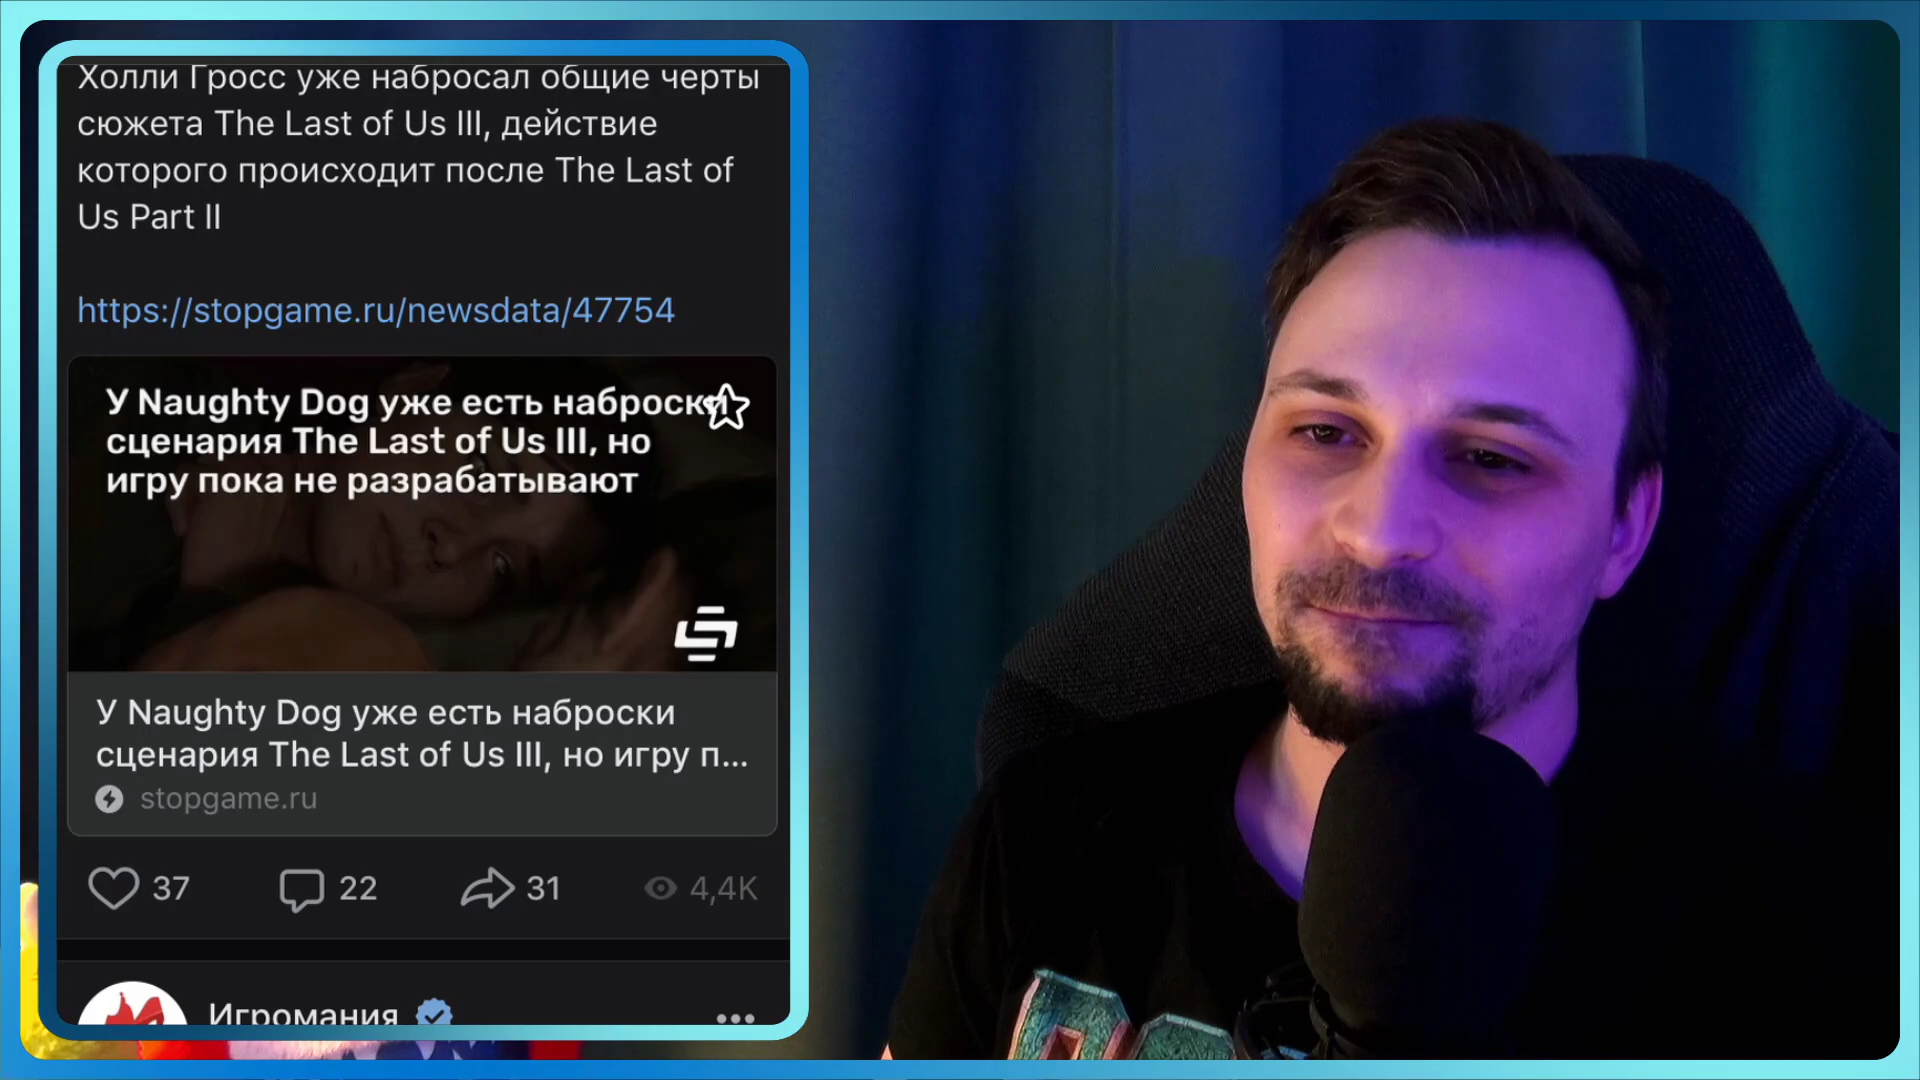 Холли Гросс уже набросал общие черты
сюжета The Last of Us III, действие
которого происходит после The Last of
Us Part II
https://stopgame.ru/newsdata/47754
У Naughty Dog уже есть наброски
сценария The Last of Us III, но
игру пока не разрабатывают
У Naughty Dog уже есть наброски
сценария The Last of Us III, но игру п...
stopgame.ru
37
22
31
4,4K
Игромания